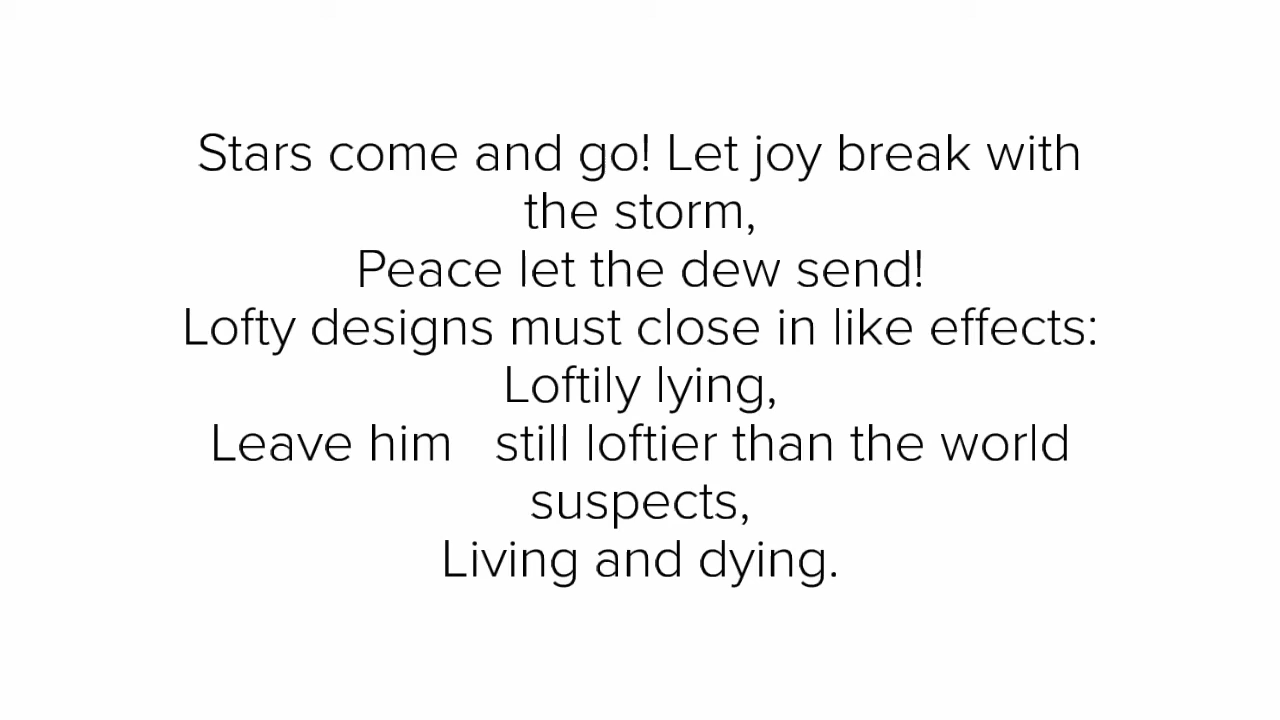 Stars come and go! Let joy break with
the storm,
Peace let the dew send!
Lofty designs must close in like effects:
Loftily lying,
Leave him   still loftier than the world
suspects,
Living and dying.